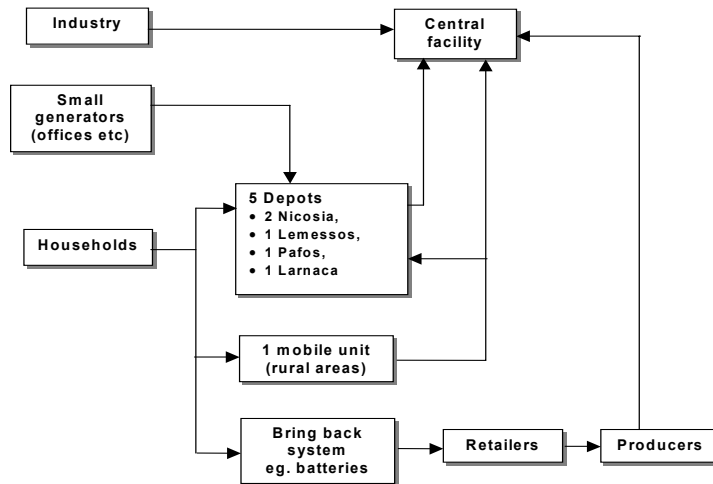 Industry
Central
facility
Small
generators
(offices etc)
5 Depots
• 2 Nicosia,
• 1 Lemessos,
• 1 Pafos,
• 1 Larnaca
Households
1 mobile unit
(rural areas)
Bring back
system
eg. batteries
Retailers
Producers